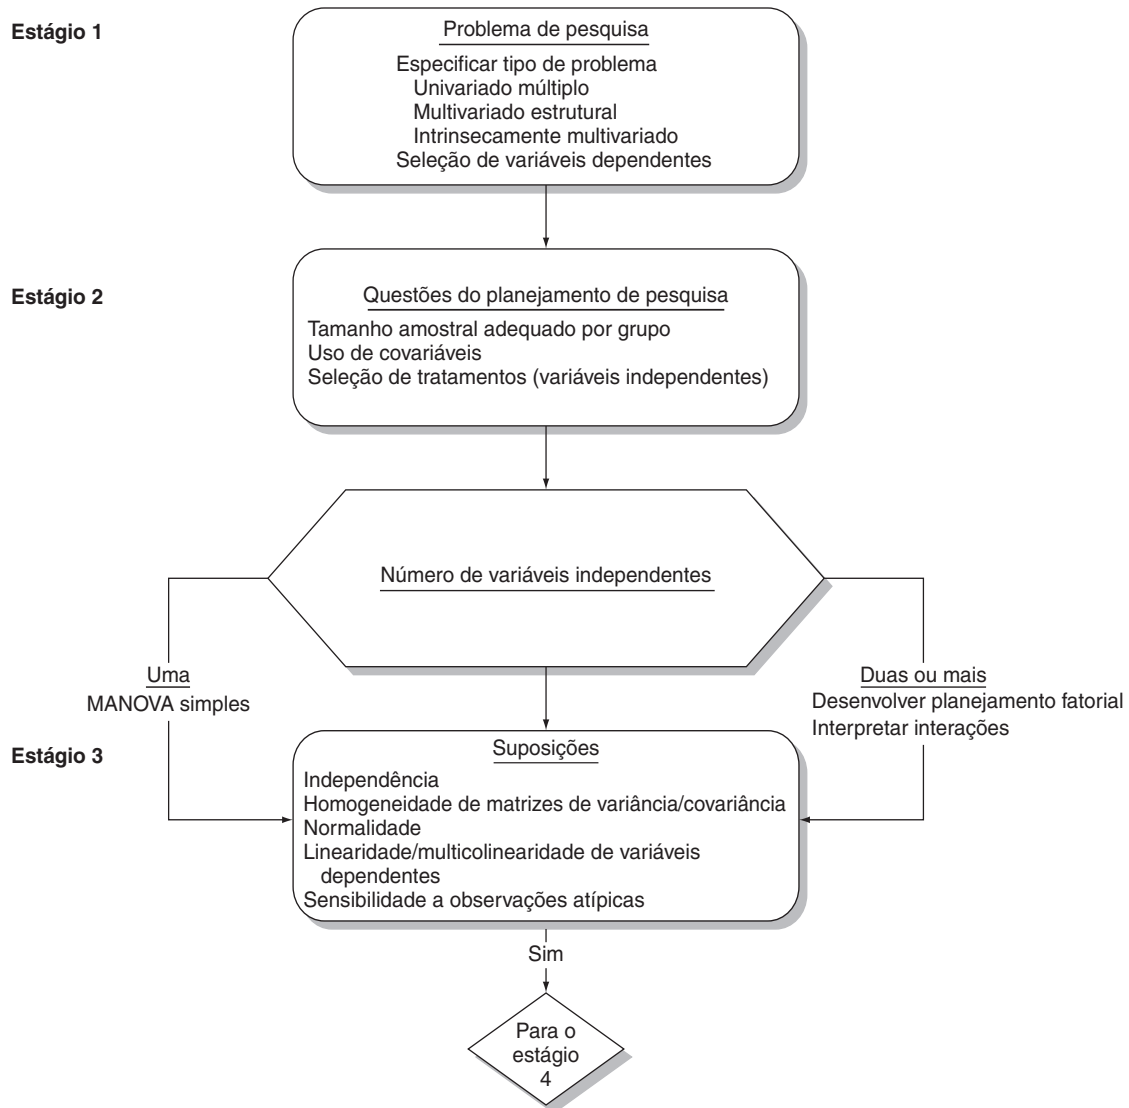 Estágio 1
Problema de pesquisa
Especificar tipo de problema
Univariado múltiplo
Multivariado estrutural
Intrinsecamente multivariado
Seleção de variáveis dependentes
Estágio 2
Questões do planejamento de pesquisa
Tamanho amostral adequado por grupo
Uso de covariáveis
Seleção de tratamentos (variáveis independentes)
Número de variáveis independentes
Uma
MANOVA simples
Duas ou mais
Desenvolver planejamento fatorial
Interpretar interações
Estágio 3
Suposições
Independência
Homogeneidade de matrizes de variância/covariância
Normalidade
Linearidade/multicolinearidade de variáveis
dependentes
Sensibilidade a observações atípicas
Sim
Para o
estágio
4